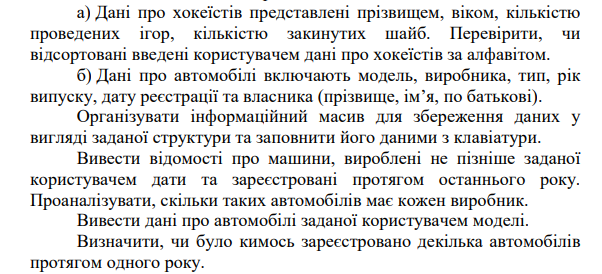 а) Дані про хокеїстів представлені прізвищем, віком, кількістю
проведених ігор, кількістю закинутих шайб. Перевірити, чи
відсортовані введені користувачем дані про хокеїстів за алфавітом.
б) Дані про автомобілі включають модель, виробника, тип, рік
випуску, дату реєстрації та власника (прізвище, ім’я, по батькові).
Організувати інформаційний масив для збереження даних у
вигляді заданої структури та заповнити його даними з клавіатури.
Вивести відомості про машини, вироблені не пізніше заданої
користувачем дати та зареєстровані протягом останнього року.
Проаналізувати, скільки таких автомобілів має кожен виробник.
Вивести дані про автомобілі заданої користувачем моделі.
Визначити, чи було кимось зареєстровано декілька автомобілів
протягом одного року.